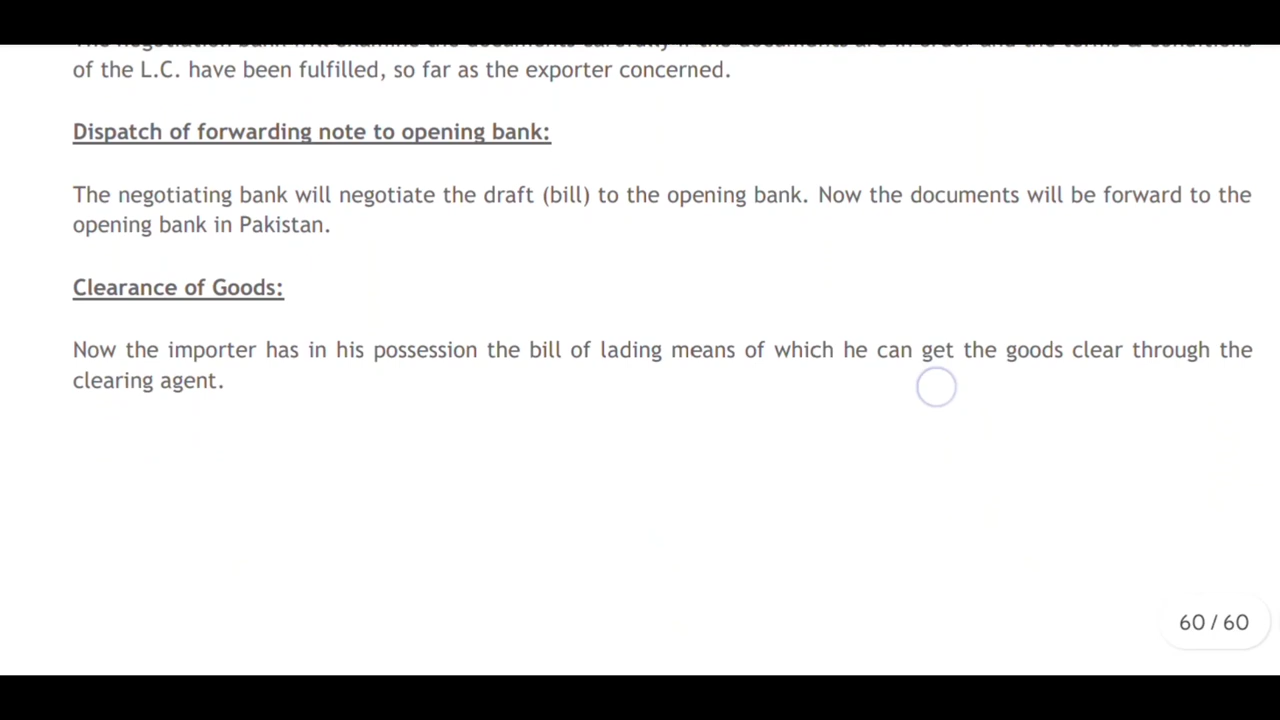 of the L.C. have been fulfilled, so far as the exporter concerned.
Dispatch of forwarding note to opening bank:
The negotiating bank will negotiate the draft (bill) to the opening bank. Now the documents will be forward to the
opening bank in Pakistan.
Clearance of Goods:
Now the importer has in his possession the bill of lading means of which he can get the goods clear through the
clearing agent.
60 / 60